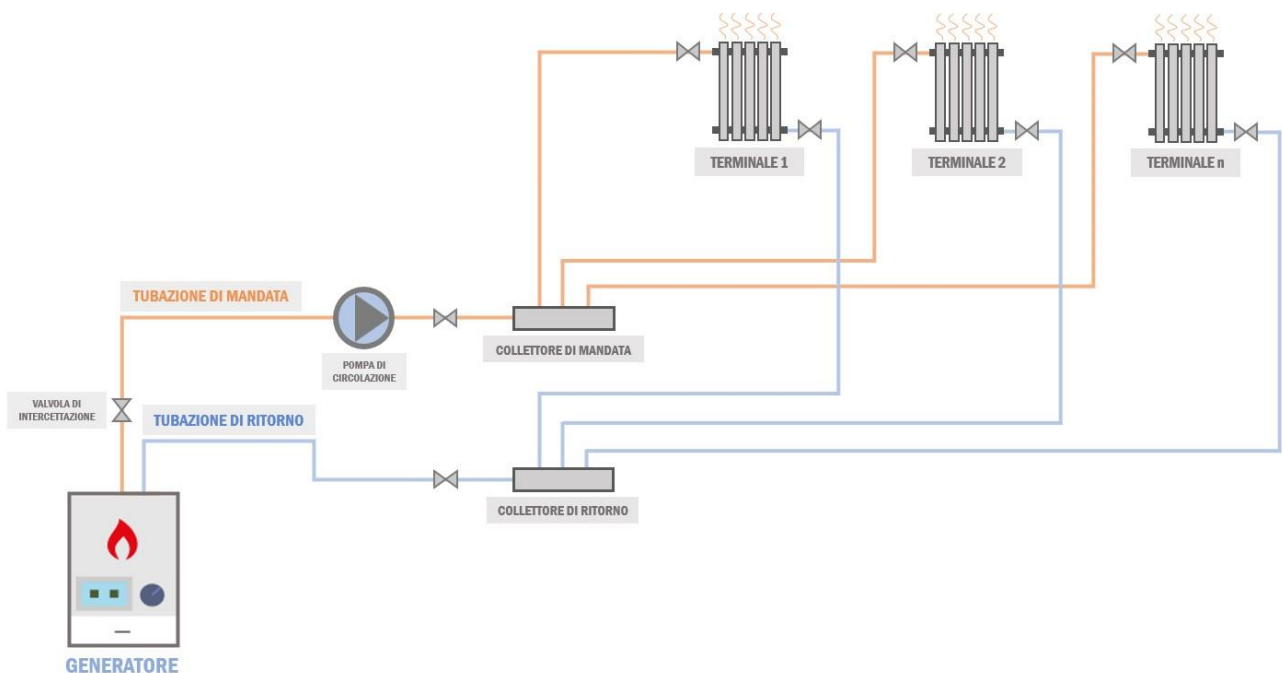 TERMINALE 1
TERMINALE 2
TERMINALE n
TUBAZIONE DI MANDATA
COLLETTORE DI MANDATA
POMPA DI
CIRCOLAZIONE
VALVOLA DI
INTERCETTAZIONE
TUBAZIONE DI RITORNO
COLLETTORE DI RITORNO
GENERATORE